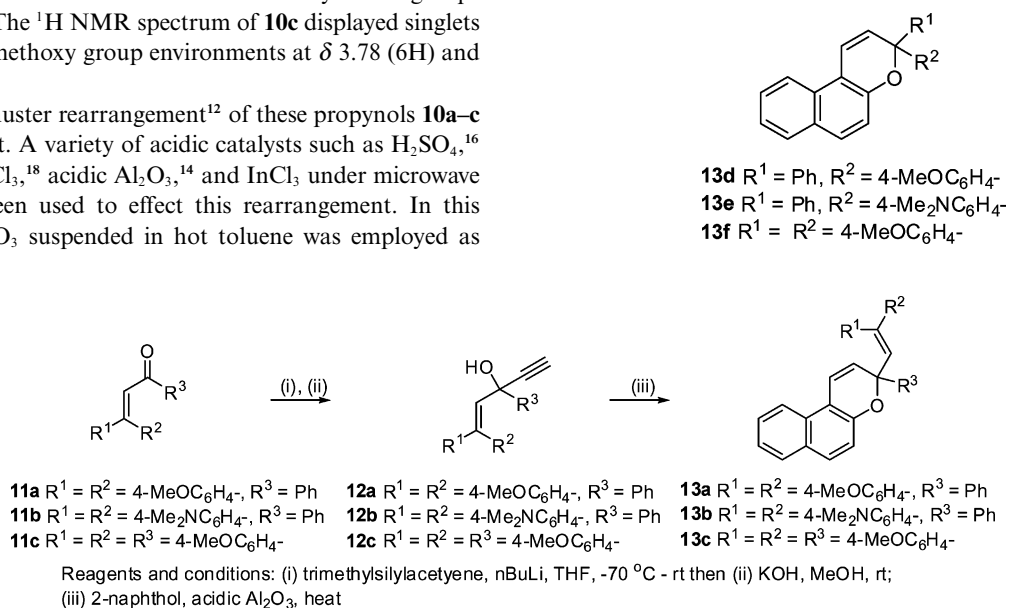 The ¹H NMR spectrum of 10c displayed singlets
methoxy group environments at δ 3.78 (6H) and
uster rearrangement¹² of these propynols 10a–c
t. A variety of acidic catalysts such as H₂SO₄,¹⁶
Cl₃,¹⁸ acidic Al₂O₃,¹⁴ and InCl₃ under microwave
een used to effect this rearrangement. In this
O₃ suspended in hot toluene was employed as
R¹
R²
O
13d R¹ = Ph, R² = 4-MeOC₆H₄-
13e R¹ = Ph, R² = 4-Me₂NC₆H₄-
13f R¹ = R² = 4-MeOC₆H₄-
O
R³
R¹ R²
(i), (ii)
HO
R³
R¹ R²
(iii)
R²
R¹
R³
O
11a R¹ = R² = 4-MeOC₆H₄-, R³ = Ph
11b R¹ = R² = 4-Me₂NC₆H₄-, R³ = Ph
11c R¹ = R² = R³ = 4-MeOC₆H₄-
12a R¹ = R² = 4-MeOC₆H₄-, R³ = Ph
12b R¹ = R² = 4-Me₂NC₆H₄-, R³ = Ph
12c R¹ = R² = R³ = 4-MeOC₆H₄-
13a R¹ = R² = 4-MeOC₆H₄-, R³ = Ph
13b R¹ = R² = 4-Me₂NC₆H₄-, R³ = Ph
13c R¹ = R² = R³ = 4-MeOC₆H₄-
Reagents and conditions: (i) trimethylsilylacetyene, nBuLi, THF, -70 °C - rt then (ii) KOH, MeOH, rt;
(iii) 2-naphthol, acidic Al₂O₃, heat